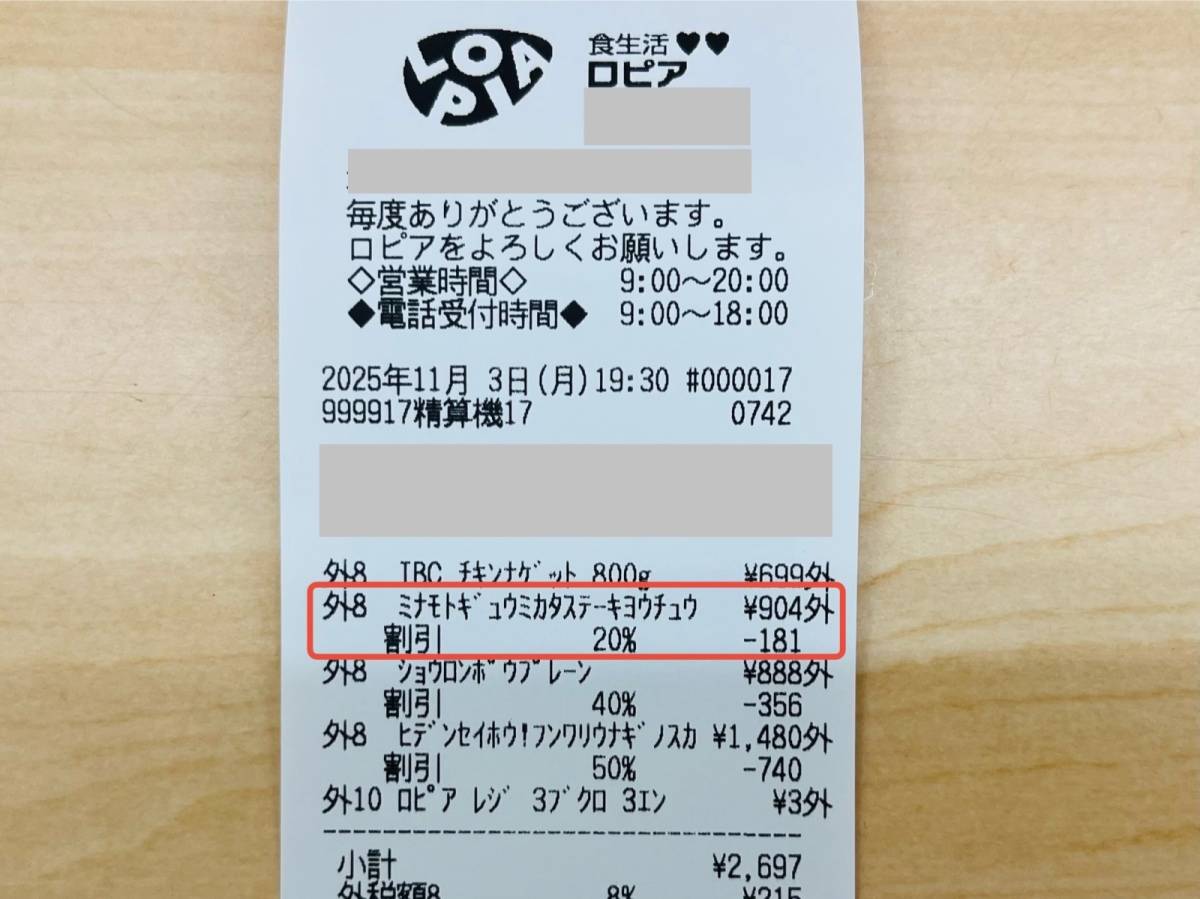 LOPIA
食生活♥♥
ロピア
毎度ありがとうございます。
ロピアをよろしくお願いします。
◇営業時間◇ 9:00〜20:00
◆電話受付時間◆ 9:00〜18:00
2025年11月 3日(月)19:30 #000017
999917精算機17 0742
外8 TBC チキンナゲット 800g ¥699外
外8 ミナモトギュウミカタステーキヨウチュウ ¥904外
割引 20% -181
外8 ショウロンポウプレーン ¥888外
割引 40% -356
外8 ヒデンセイホウ!フンワリウナギノスカ ¥1,480外
割引 50% -740
外10 ロピア レジ 3ブクロ 3エン ¥3外
小計 ¥2,697
外税額8 8% ¥215